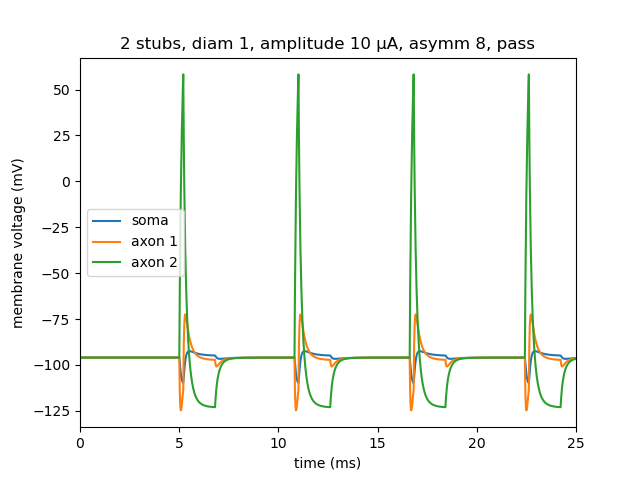 2 stubs, diam 1, amplitude 10 μA, asymm 8, pass
membrane voltage (mV)
50
25
0
−25
−50
−75
−100
−125
soma
axon 1
axon 2
0 5 10 15 20 25
time (ms)